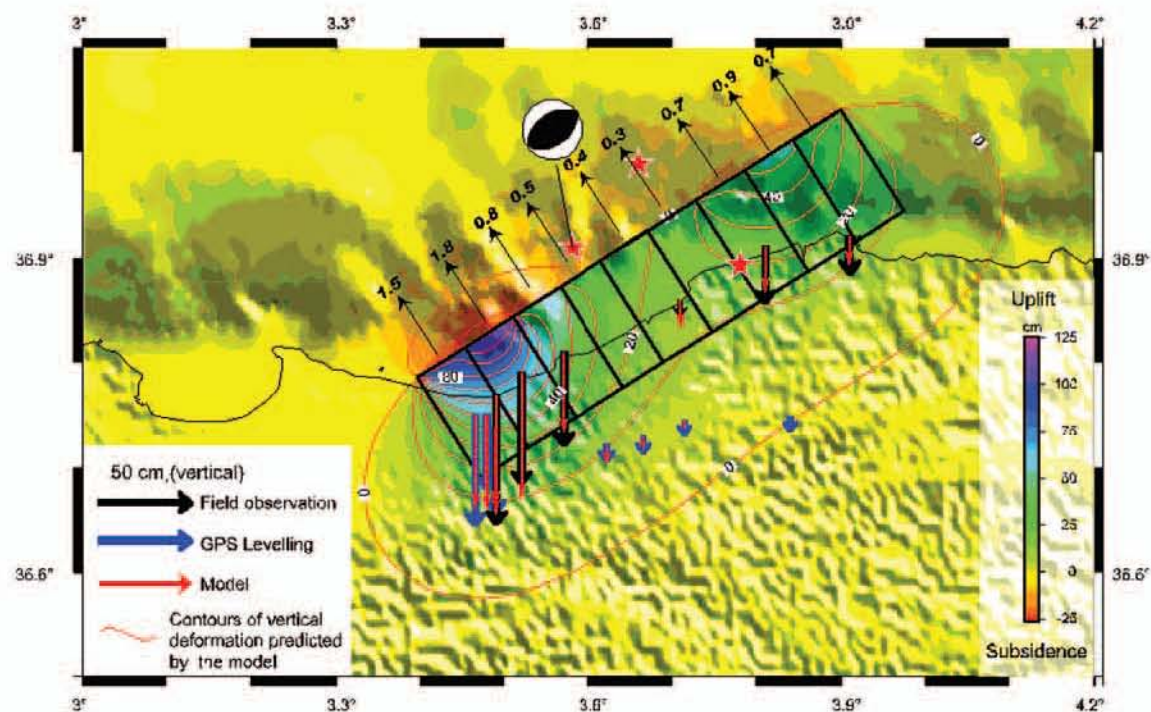 3° 3.3° 3.6° 3.9° 4.2°
0.7
0.9
0.7
0.3
0.4
0.5
0.8
1.8
1.5
0
40
20
36.9° 36.9°
20
80
40
0
0
Uplift
cm
125
100
75
50
25
0
-25
Subsidence
50 cm,(vertical)
Field observation
GPS Levelling
Model
Contours of vertical
deformation predicted
by the model
36.6° 36.6°
3° 3.3° 3.6° 3.9° 4.2°